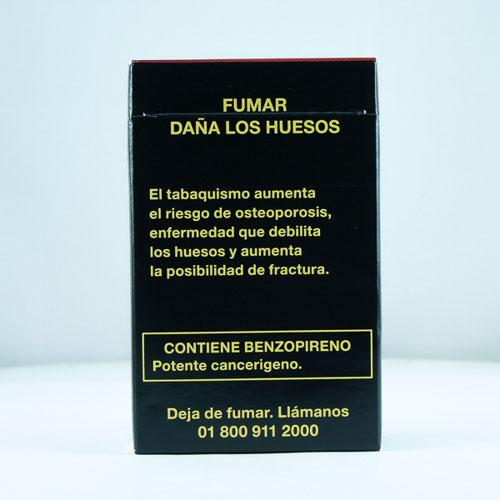 FUMAR
DAÑA LOS HUESOS
El tabaquismo aumenta
el riesgo de osteoporosis,
enfermedad que debilita
los huesos y aumenta
la posibilidad de fractura.
CONTIENE BENZOPIRENO
Potente cancerigeno.
Deja de fumar. Llámanos
01 800 911 2000